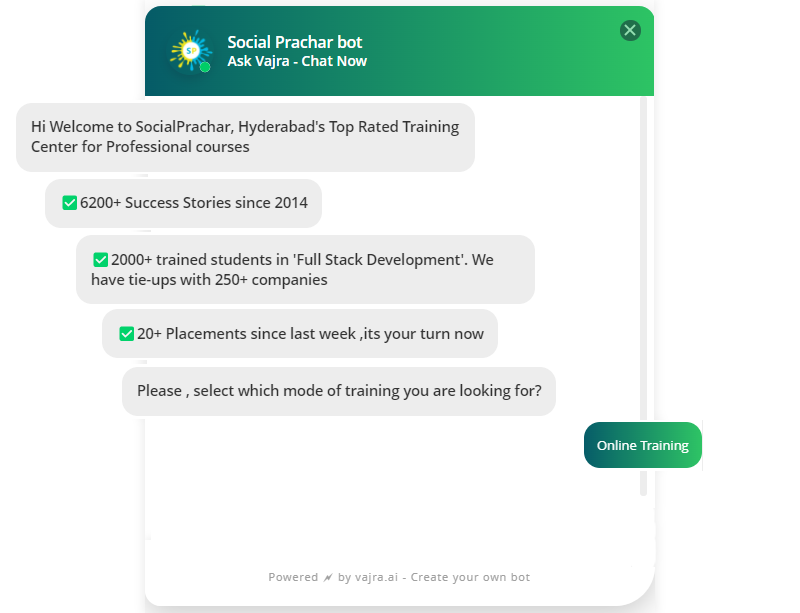 SP
Social Prachar bot
Ask Vajra - Chat Now
Hi Welcome to SocialPrachar, Hyderabad's Top Rated Training
Center for Professional courses
✅6200+ Success Stories since 2014
✅2000+ trained students in 'Full Stack Development'. We
have tie-ups with 250+ companies
✅20+ Placements since last week ,its your turn now
Please , select which mode of training you are looking for?
Online Training
Powered ⚡ by vajra.ai - Create your own bot